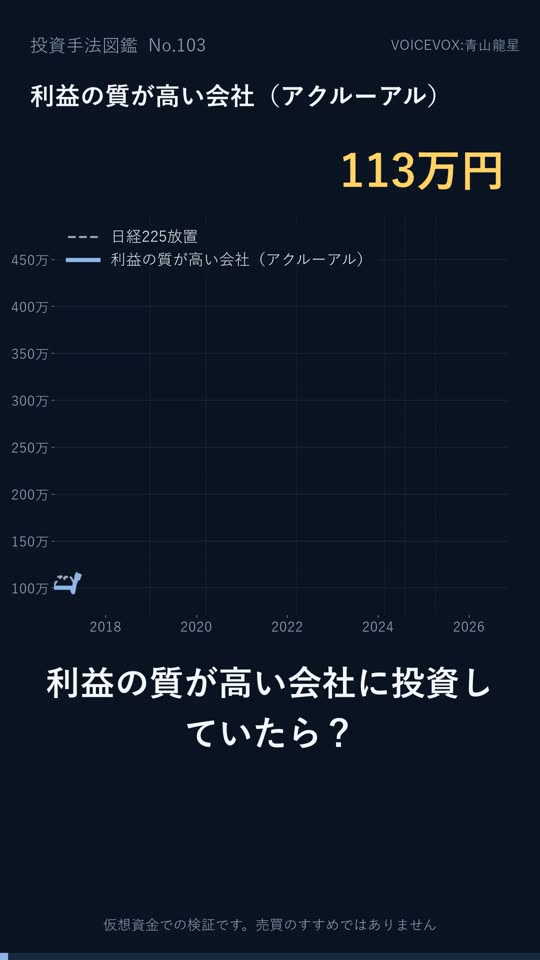 投資手法図鑑 No.103
VOICEVOX:青山龍星
利益の質が高い会社（アクルーアル）
113万円
日経225放置
利益の質が高い会社（アクルーアル）
450万
400万
350万
300万
250万
200万
150万
100万
2018 2020 2022 2024 2026
利益の質が高い会社に投資し
ていたら？
仮想資金での検証です。売買のすすめではありません